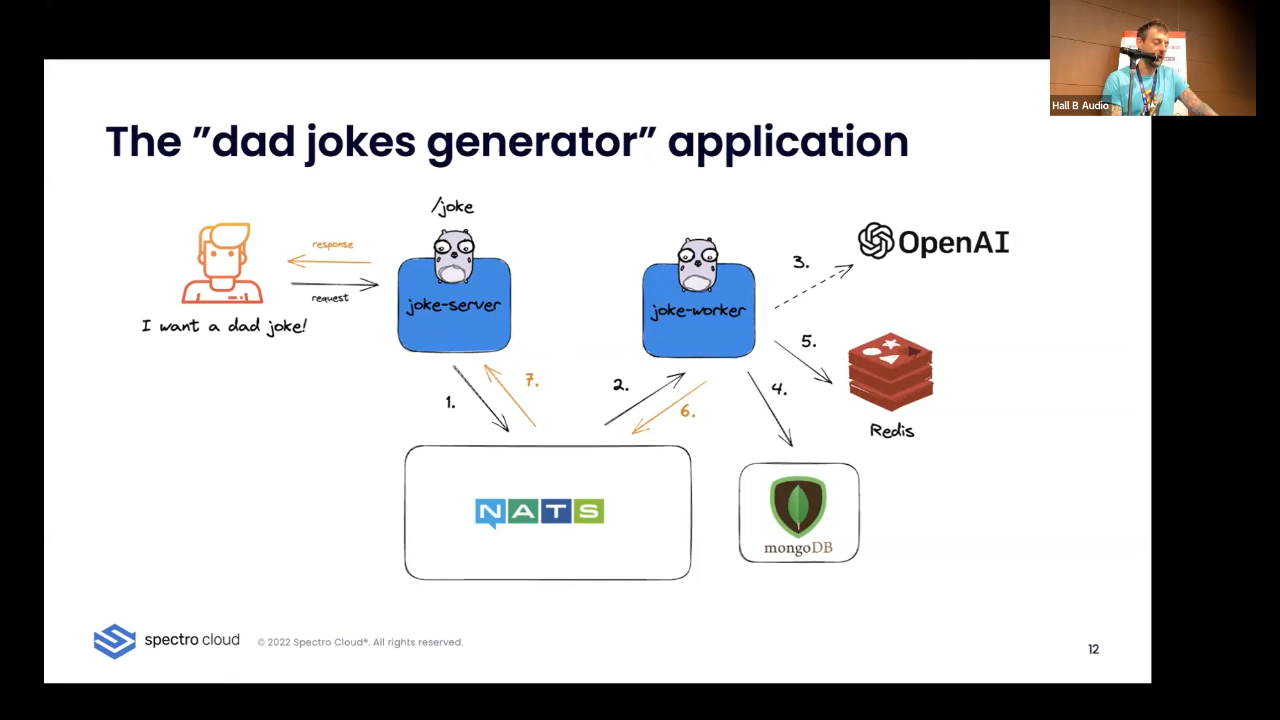 Hall B Audio
The ”dad jokes generator” application
/joke
response
request
I want a dad joke!
joke-server
joke-worker
OpenAI
Redis
1.
7.
2.
6.
3.
5.
4.
NATS
mongoDB
spectro cloud
© 2022 Spectro Cloud®. All rights reserved.
12